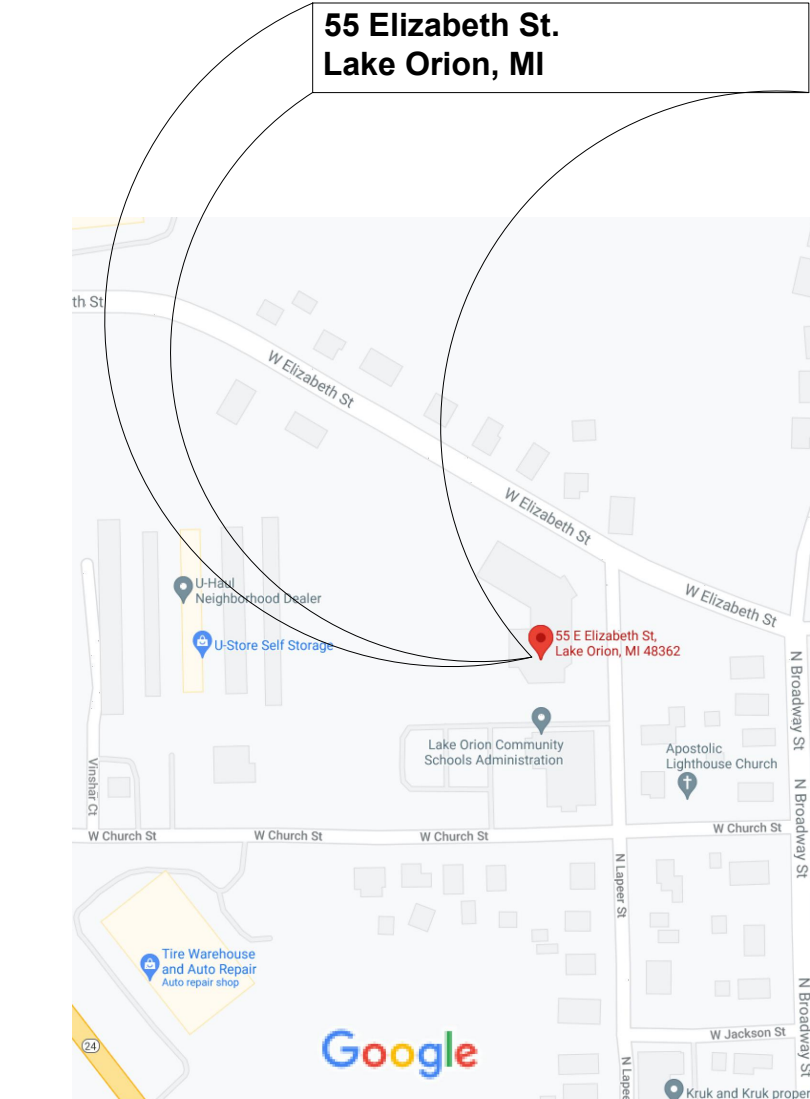 55 Elizabeth St.
Lake Orion, MI
th St
W Elizabeth St
W Elizabeth St
W Elizabeth St
U-Haul
Neighborhood Dealer
U-Store Self Storage
55 E Elizabeth St,
Lake Orion, MI 48362
N Broadway St
Lake Orion Community
Schools Administration
Apostolic
Lighthouse Church
Vinshar Ct
N Broadway St
W Church St
W Church St
W Church St
W Church St
N Lapeer St
Tire Warehouse
and Auto Repair
Auto repair shop
24
Google
N Broadway St
W Jackson St
N Lapee
Kruk and Kruk proper